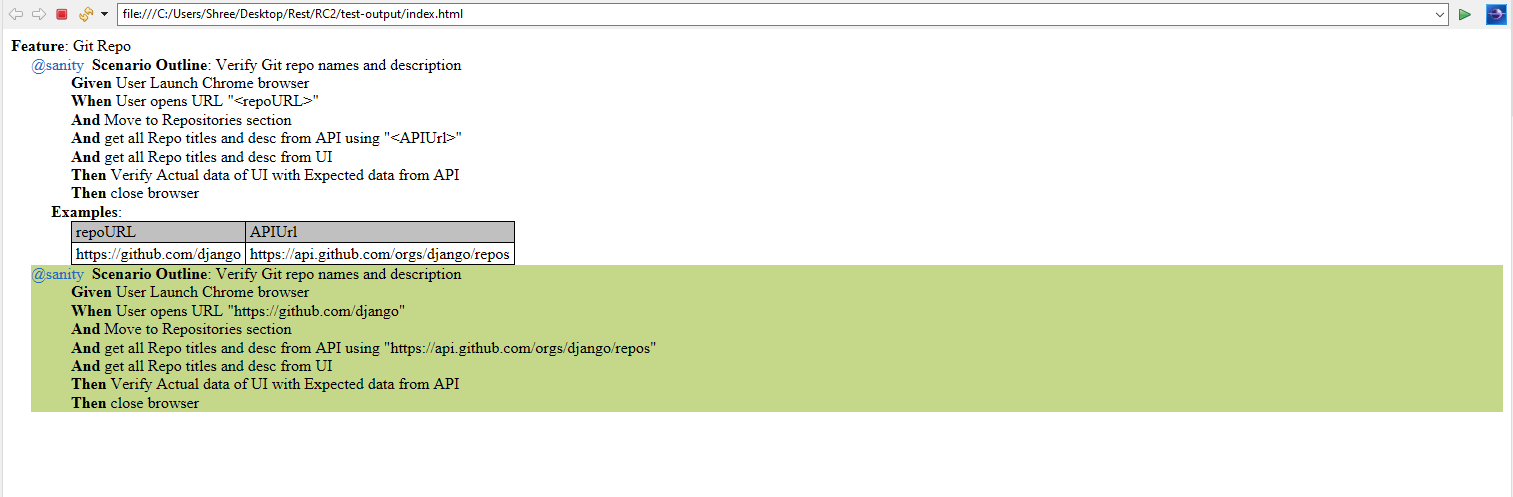 file:///C:/Users/Shree/Desktop/Rest/RC2/test-output/index.html
Feature: Git Repo
@sanity Scenario Outline: Verify Git repo names and description
Given User Launch Chrome browser
When User opens URL "<repoURL>"
And Move to Repositories section
And get all Repo titles and desc from API using "<APIUrl>"
And get all Repo titles and desc from UI
Then Verify Actual data of UI with Expected data from API
Then close browser
Examples:
repoURL APIUrl
https://github.com/django https://api.github.com/orgs/django/repos
@sanity Scenario Outline: Verify Git repo names and description
Given User Launch Chrome browser
When User opens URL "https://github.com/django"
And Move to Repositories section
And get all Repo titles and desc from API using "https://api.github.com/orgs/django/repos"
And get all Repo titles and desc from UI
Then Verify Actual data of UI with Expected data from API
Then close browser